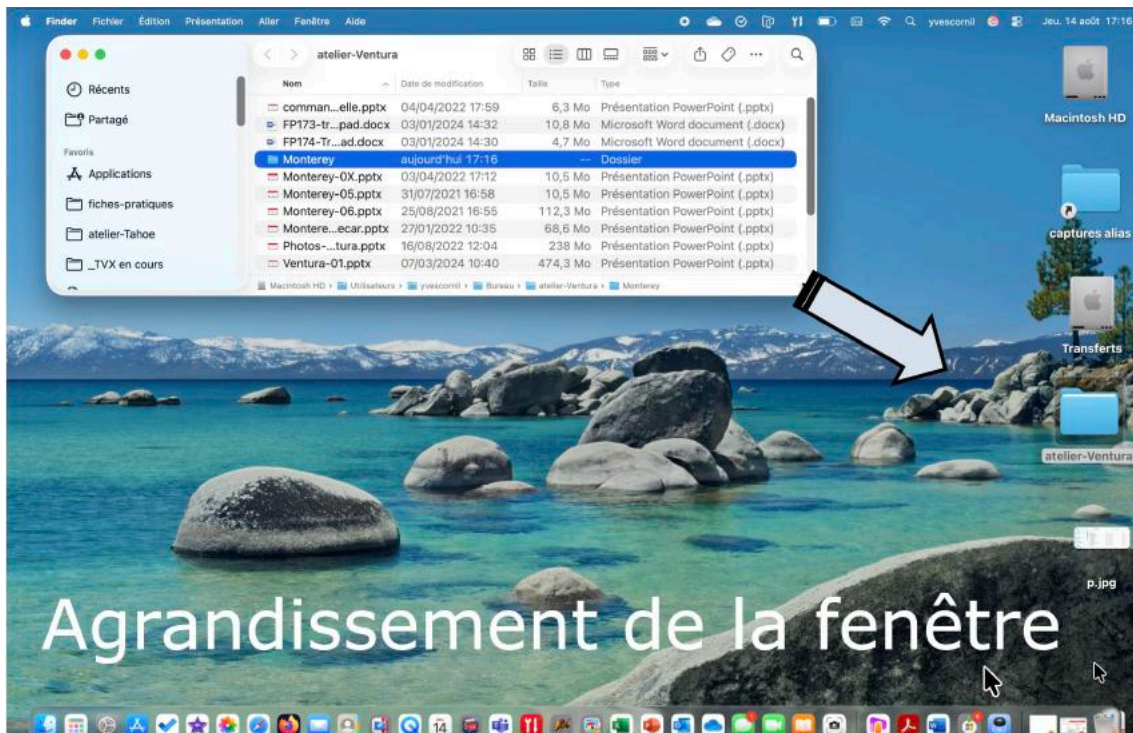 Finder Fichier Édition Présentation Aller Fenêtre Aide yvescornil Jeu. 14 août 17:16
atelier-Ventura
Récents
Partagé
Favoris
Applications
fiches-pratiques
atelier-Tahoe
_TVX en cours
Nom Date de modification Taille Type
comman...elle.pptx 04/04/2022 17:59 6,3 Mo Présentation PowerPoint (.pptx)
FP173-tr...pad.docx 03/01/2024 14:32 10,8 Mo Microsoft Word document (.docx)
FP174-Tr...ad.docx 03/01/2024 14:30 4,7 Mo Microsoft Word document (.docx)
Monterey aujourd'hui 17:16 -- Dossier
Monterey-0X.pptx 03/04/2022 17:12 10,5 Mo Présentation PowerPoint (.pptx)
Monterey-05.pptx 31/07/2021 16:58 10,5 Mo Présentation PowerPoint (.pptx)
Monterey-06.pptx 25/08/2021 16:55 112,3 Mo Présentation PowerPoint (.pptx)
Montere...ecar.pptx 27/01/2022 10:35 68,6 Mo Présentation PowerPoint (.pptx)
Photos-...tura.pptx 16/08/2022 12:04 238 Mo Présentation PowerPoint (.pptx)
Ventura-01.pptx 07/03/2024 10:40 474,3 Mo Présentation PowerPoint (.pptx)
Macintosh HD › Utilisateurs › yvescornil › Bureau › atelier-Ventura › Monterey
Macintosh HD
captures alias
Transferts
atelier-Ventura
p.jpg
Agrandissement de la fenêtre
14